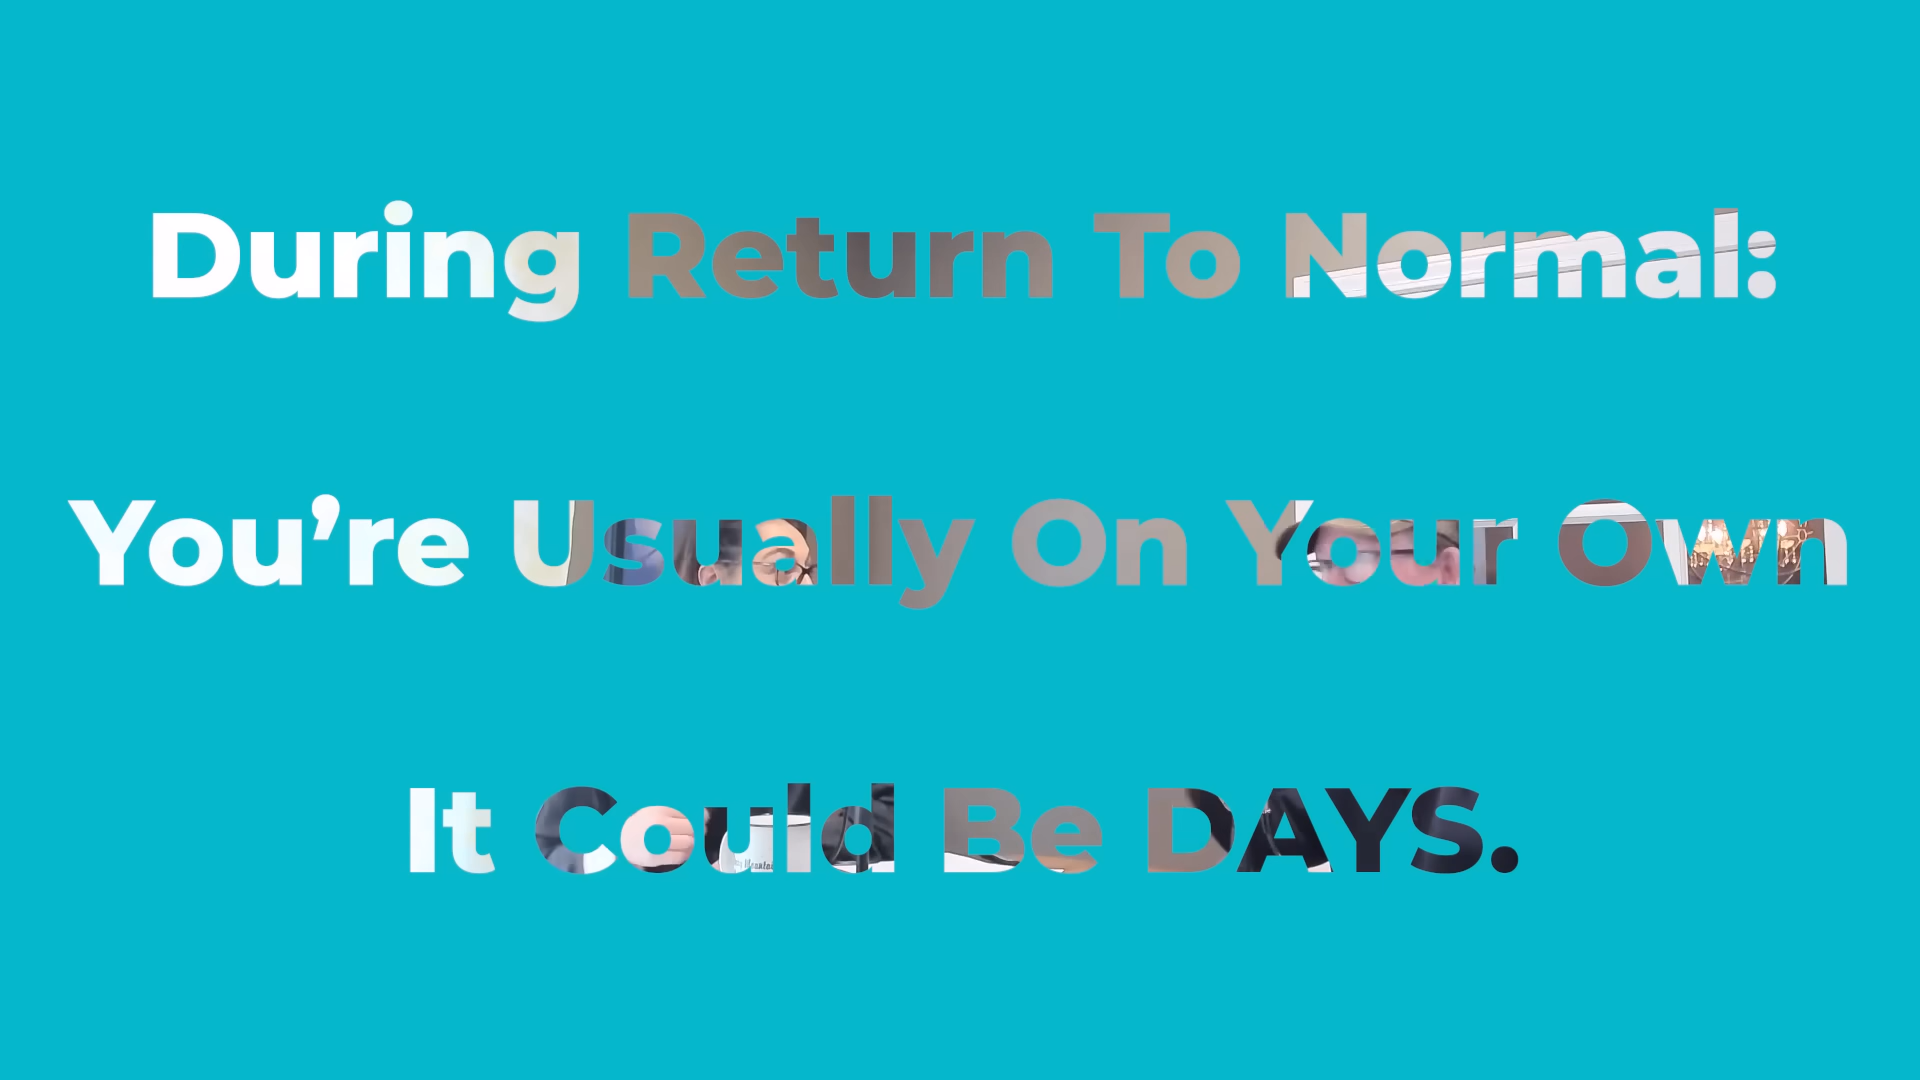 During Return To Normal:
You’re Usually On Your Own
It Could Be DAYS.